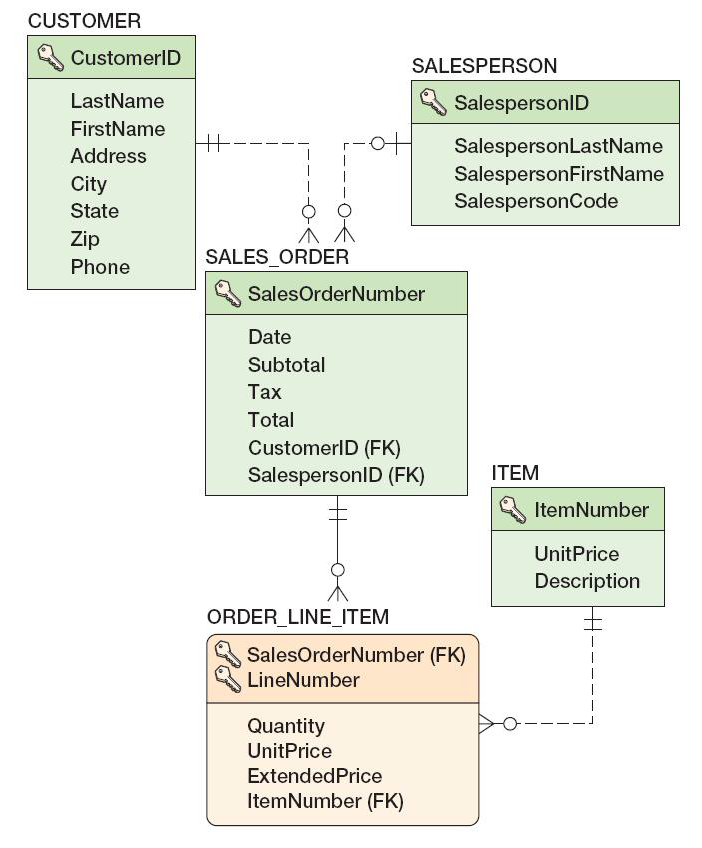 CUSTOMER
CustomerID
LastName
FirstName
Address
City
State
Zip
Phone
SALESPERSON
SalespersonID
SalespersonLastName
SalespersonFirstName
SalespersonCode
SALES_ORDER
SalesOrderNumber
Date
Subtotal
Tax
Total
CustomerID (FK)
SalespersonID (FK)
ITEM
ItemNumber
UnitPrice
Description
ORDER_LINE_ITEM
SalesOrderNumber (FK)
LineNumber
Quantity
UnitPrice
ExtendedPrice
ItemNumber (FK)